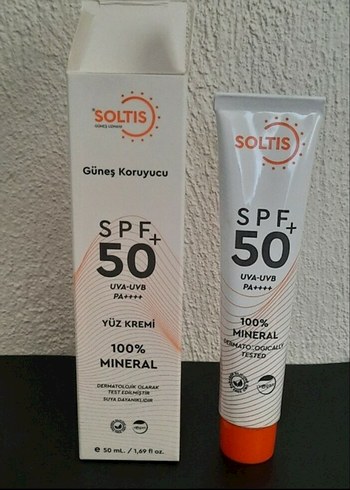 SOLTIS
GÜNEŞ UZMANI
Güneş Koruyucu
SPF+
50
UVA-UVB
PA++++
YÜZ KREMİ
100%
MINERAL
DERMATOLOJİK OLARAK
TEST EDİLMİŞTİR
SUYA DAYANIKLIDIR
e 50 mL. / 1,69 fl oz.
SOLTIS
SPF+
50
UVA-UVB
PA++++
100%
MINERAL
DERMATOLOGICALLY
TESTED